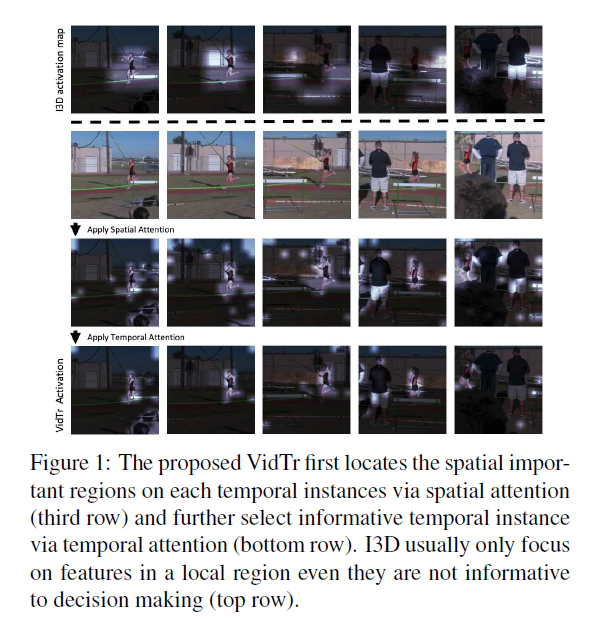 I3D activation map
Apply Spatial Attention
Apply Temporal Attention
VidTr Activation
Figure 1: The proposed VidTr first locates the spatial impor-
tant regions on each temporal instances via spatial attention
(third row) and further select informative temporal instance
via temporal attention (bottom row). I3D usually only focus
on features in a local region even they are not informative
to decision making (top row).